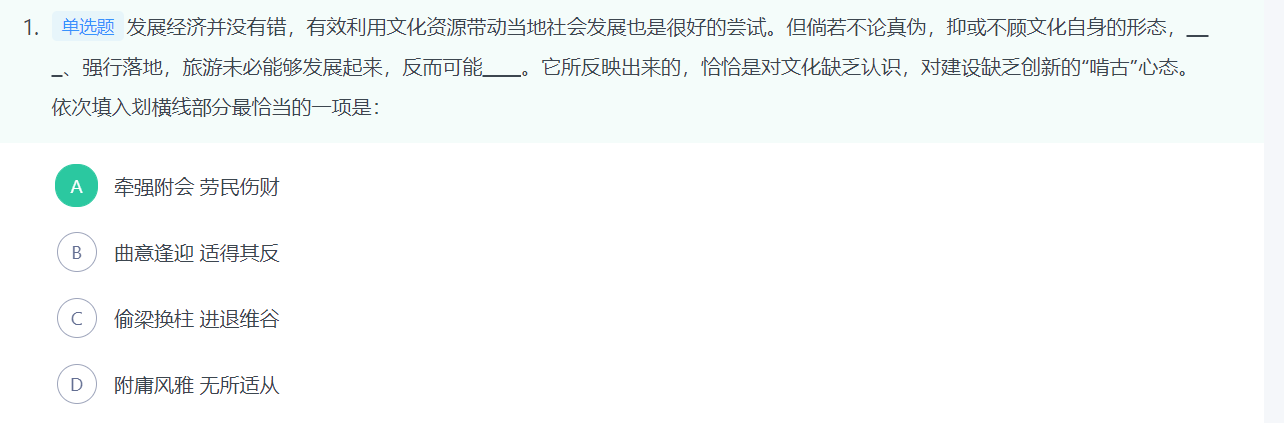 1. 单选题 发展经济并没有错，有效利用文化资源带动当地社会发展也是很好的尝试。但倘若不论真伪，抑或不顾文化自身的形态，__
_、强行落地，旅游未必能够发展起来，反而可能____。它所反映出来的，恰恰是对文化缺乏认识，对建设缺乏创新的“啃古”心态。
依次填入划横线部分最恰当的一项是：
A 牵强附会 劳民伤财
B 曲意逢迎 适得其反
C 偷梁换柱 进退维谷
D 附庸风雅 无所适从